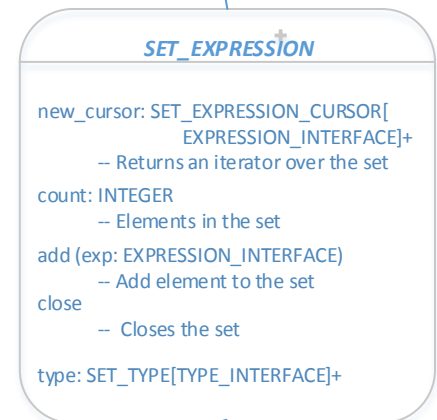 SET_EXPRESSION
new_cursor: SET_EXPRESSION_CURSOR[
EXPRESSION_INTERFACE]+
-- Returns an iterator over the set
count: INTEGER
-- Elements in the set
add (exp: EXPRESSION_INTERFACE)
-- Add element to the set
close
-- Closes the set
type: SET_TYPE[TYPE_INTERFACE]+